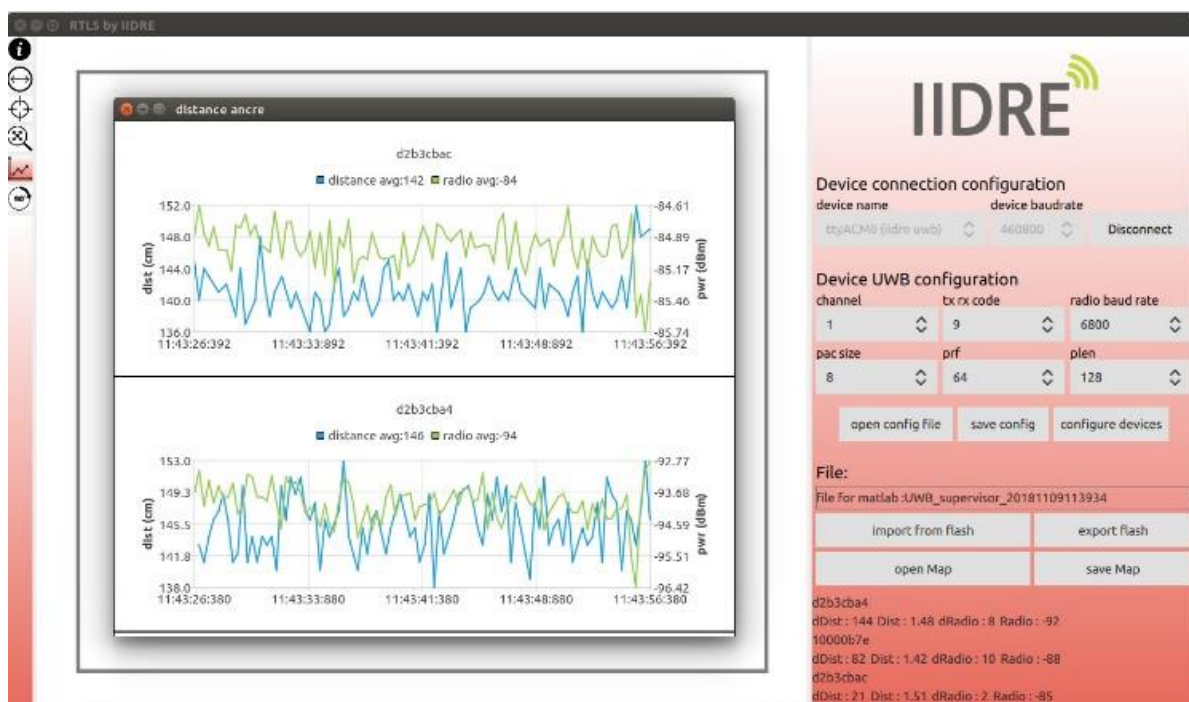 RTLS by IIDRE
distance ancre
d2b3cbac
distance avg:142 radio avg:-84
152.0
148.0
144.0
140.0
136.0
dist (cm)
-84.61
-84.89
-85.17
-85.46
-85.74
pwr (dBm)
11:43:26:392 11:43:33:892 11:43:41:392 11:43:48:892 11:43:56:392
d2b3cba4
distance avg:146 radio avg:-94
153.0
149.3
145.5
141.8
138.0
dist (cm)
-92.77
-93.68
-94.59
-95.51
-96.42
pwr (dBm)
11:43:26:380 11:43:33:880 11:43:41:380 11:43:48:880 11:43:56:380
IIDRE
Device connection configuration
device name device baudrate
ttyACM0 (iidre uwb) 460800 Disconnect
Device UWB configuration
channel tx rx code radio baud rate
1 9 6800
pac size prf plen
8 64 128
open config file save config configure devices
File:
file for matlab :UWB_supervisor_20181109113934
import from flash export flash
open Map save Map
d2b3cba4
dDist : 144 Dist : 1.48 dRadio : 8 Radio : -92
10000b7e
dDist : 82 Dist : 1.42 dRadio : 10 Radio : -88
d2b3cbac
dDist : 21 Dist : 1.51 dRadio : 2 Radio : -85